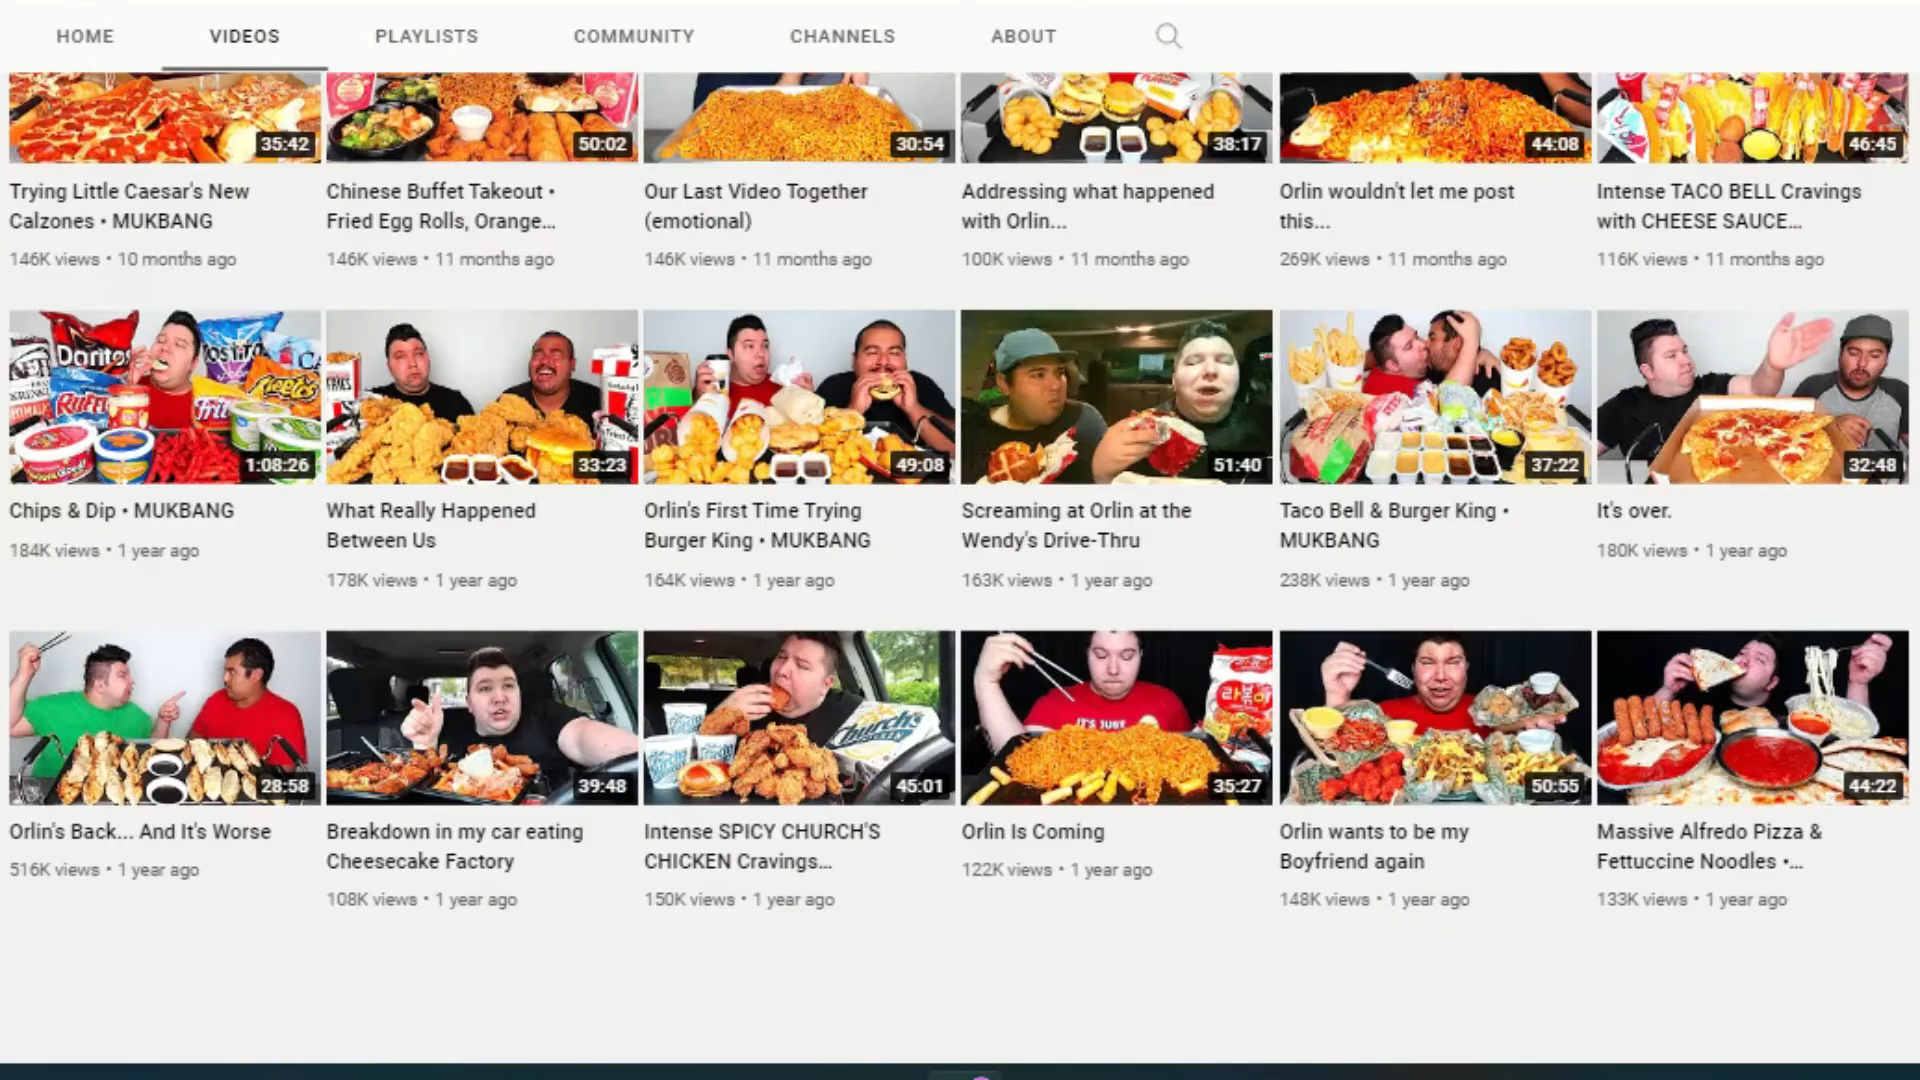 HOME VIDEOS PLAYLISTS COMMUNITY CHANNELS ABOUT
35:42 50:02 30:54 38:17 44:08 46:45
Trying Little Caesar's New
Calzones • MUKBANG
146K views • 10 months ago
Chinese Buffet Takeout •
Fried Egg Rolls, Orange...
146K views • 11 months ago
Our Last Video Together
(emotional)
146K views • 11 months ago
Addressing what happened
with Orlin...
100K views • 11 months ago
Orlin wouldn't let me post
this...
269K views • 11 months ago
Intense TACO BELL Cravings
with CHEESE SAUCE...
116K views • 11 months ago
Doritos
1:08:26 33:23 49:08 51:40 37:22 32:48
Chips & Dip • MUKBANG
184K views • 1 year ago
What Really Happened
Between Us
178K views • 1 year ago
Orlin's First Time Trying
Burger King • MUKBANG
164K views • 1 year ago
Screaming at Orlin at the
Wendy's Drive-Thru
163K views • 1 year ago
Taco Bell & Burger King •
MUKBANG
238K views • 1 year ago
It's over.
180K views • 1 year ago
Church's
IT'S JUST
28:58 39:48 45:01 35:27 50:55 44:22
Orlin's Back... And It's Worse
516K views • 1 year ago
Breakdown in my car eating
Cheesecake Factory
108K views • 1 year ago
Intense SPICY CHURCH'S
CHICKEN Cravings...
150K views • 1 year ago
Orlin Is Coming
122K views • 1 year ago
Orlin wants to be my
Boyfriend again
148K views • 1 year ago
Massive Alfredo Pizza &
Fettuccine Noodles •...
133K views • 1 year ago